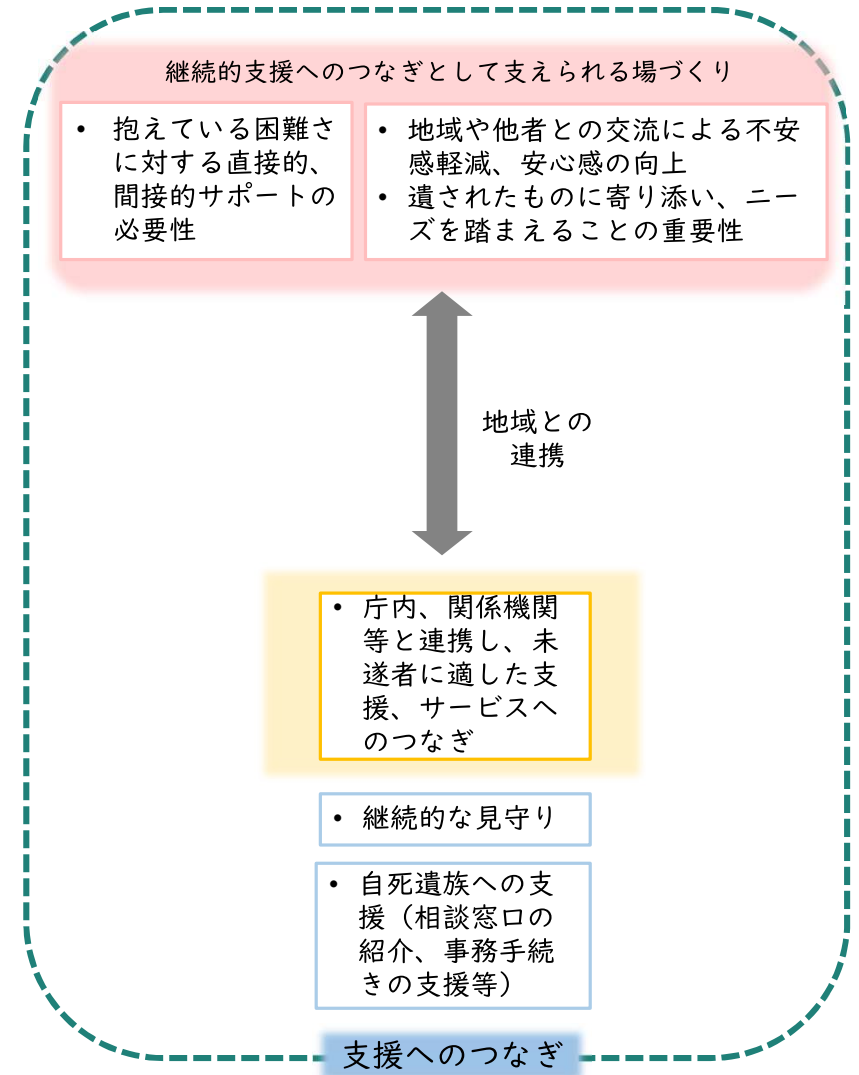 継続的支援へのつなぎとして支えられる場づくり
• 抱えている困難さ
に対する直接的、
間接的サポートの
必要性
• 地域や他者との交流による不安
感軽減、安心感の向上
• 遺されたものに寄り添い、ニー
ズを踏まえることの重要性
地域との
連携
• 庁内、関係機関
等と連携し、未
遂者に適した支
援、サービスへ
のつなぎ
• 継続的な見守り
• 自死遺族への支
援（相談窓口の
紹介、事務手続
きの支援等）
支援へのつなぎ